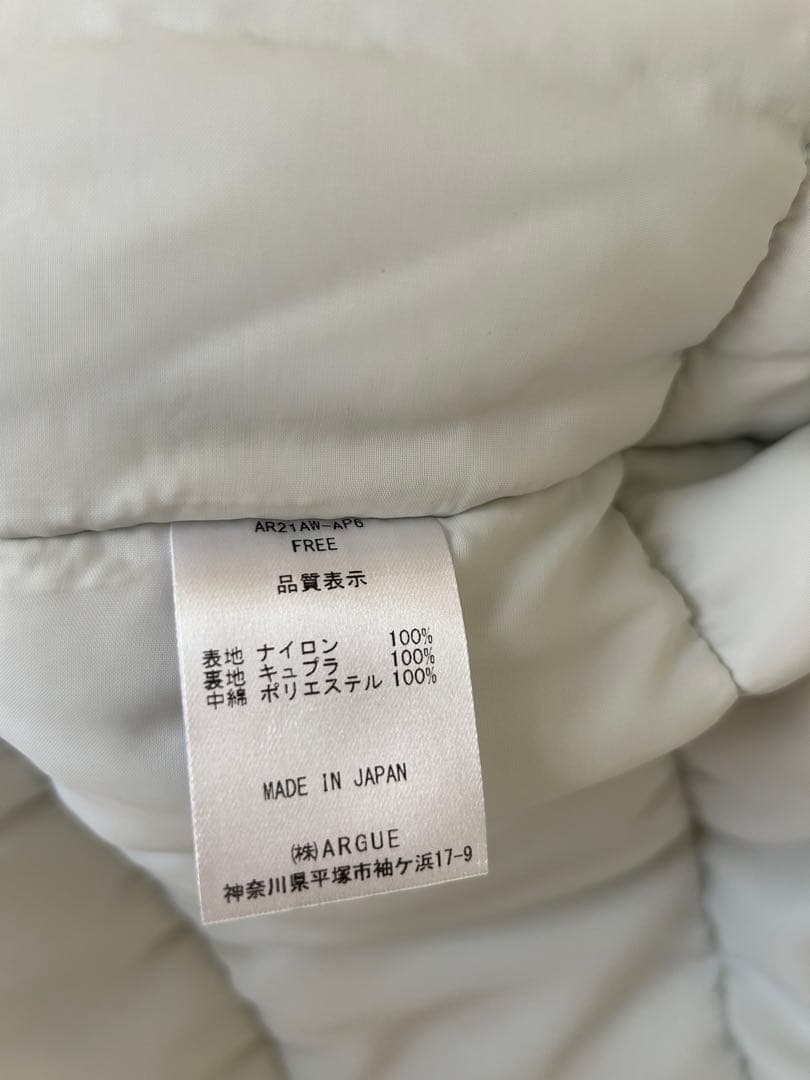 AR21AW-AP6
FREE
品質表示
表地 ナイロン 100%
裏地 キュプラ 100%
中綿 ポリエステル 100%
MADE IN JAPAN
㈱ARGUE
神奈川県平塚市袖ケ浜17-9